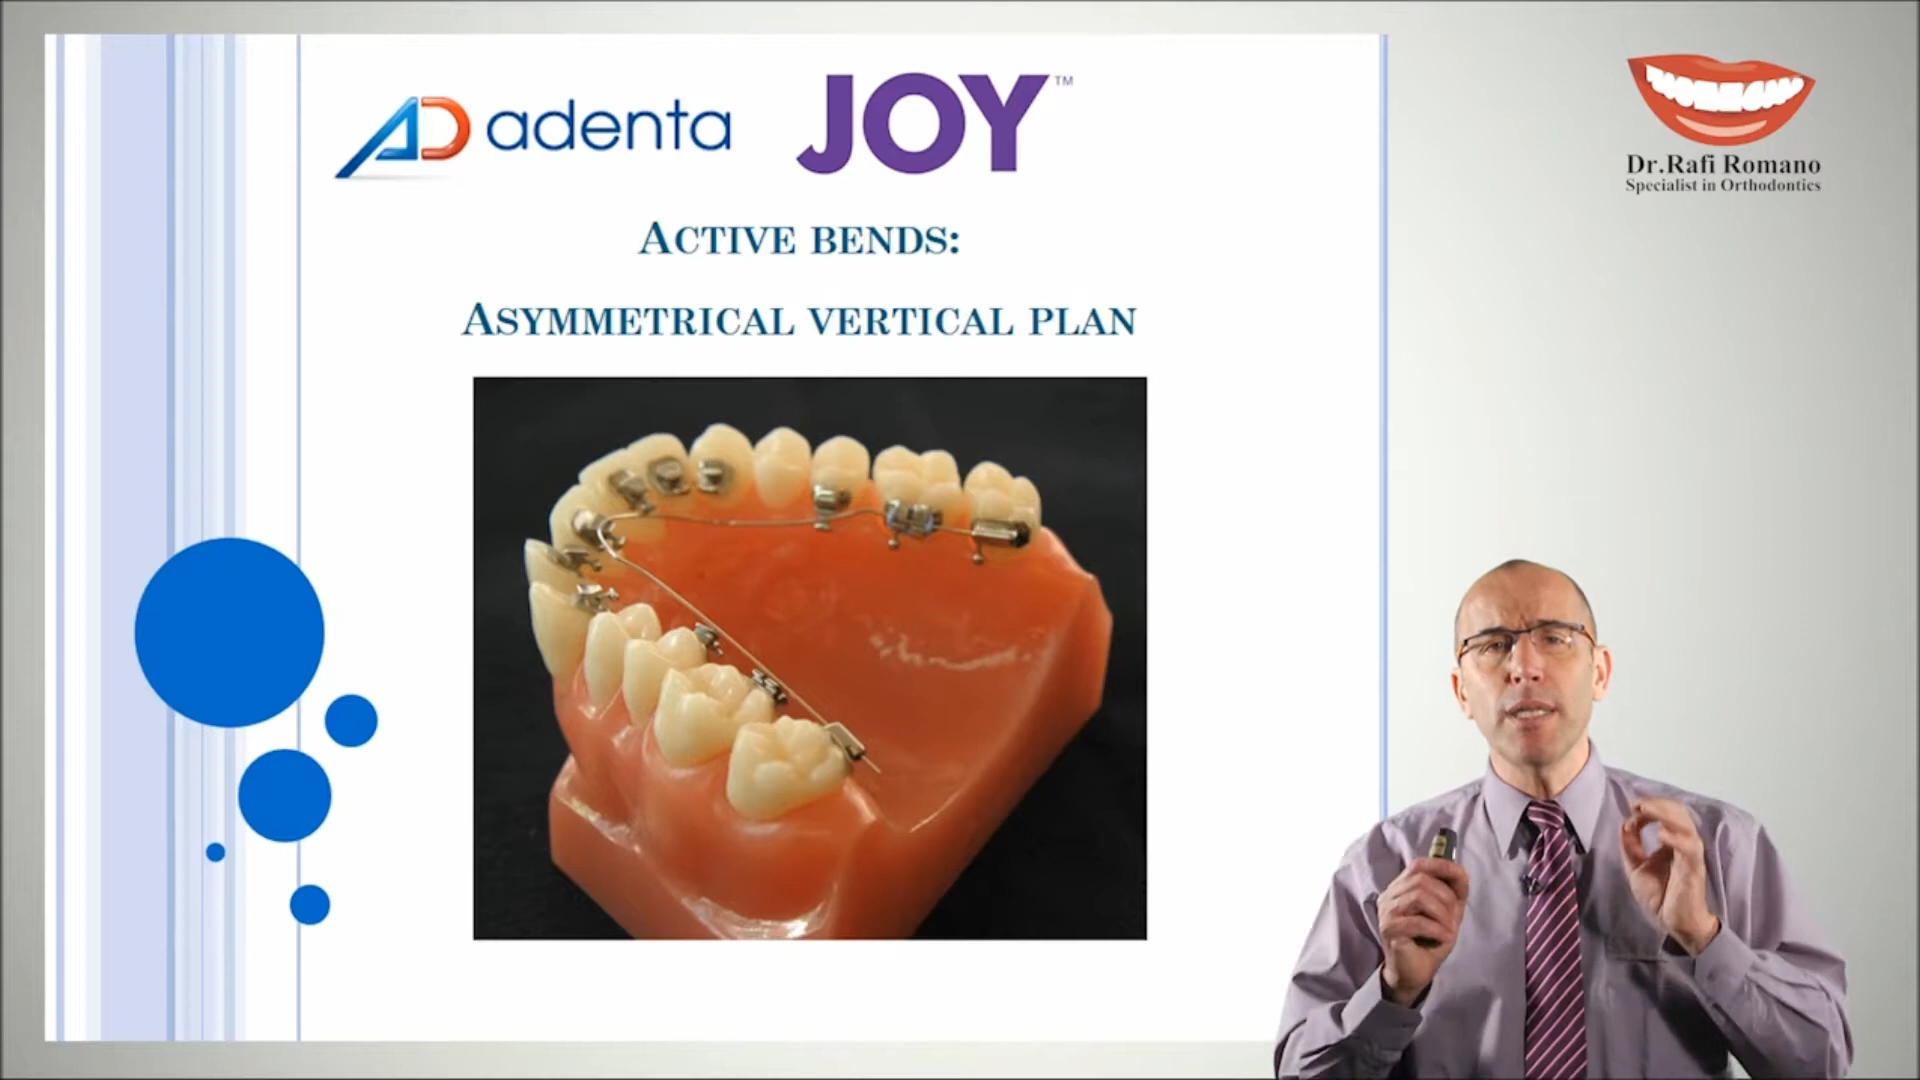 adenta
JOY™
ACTIVE BENDS:
ASYMMETRICAL VERTICAL PLAN
Dr.Rafi Romano
Specialist in Orthodontics